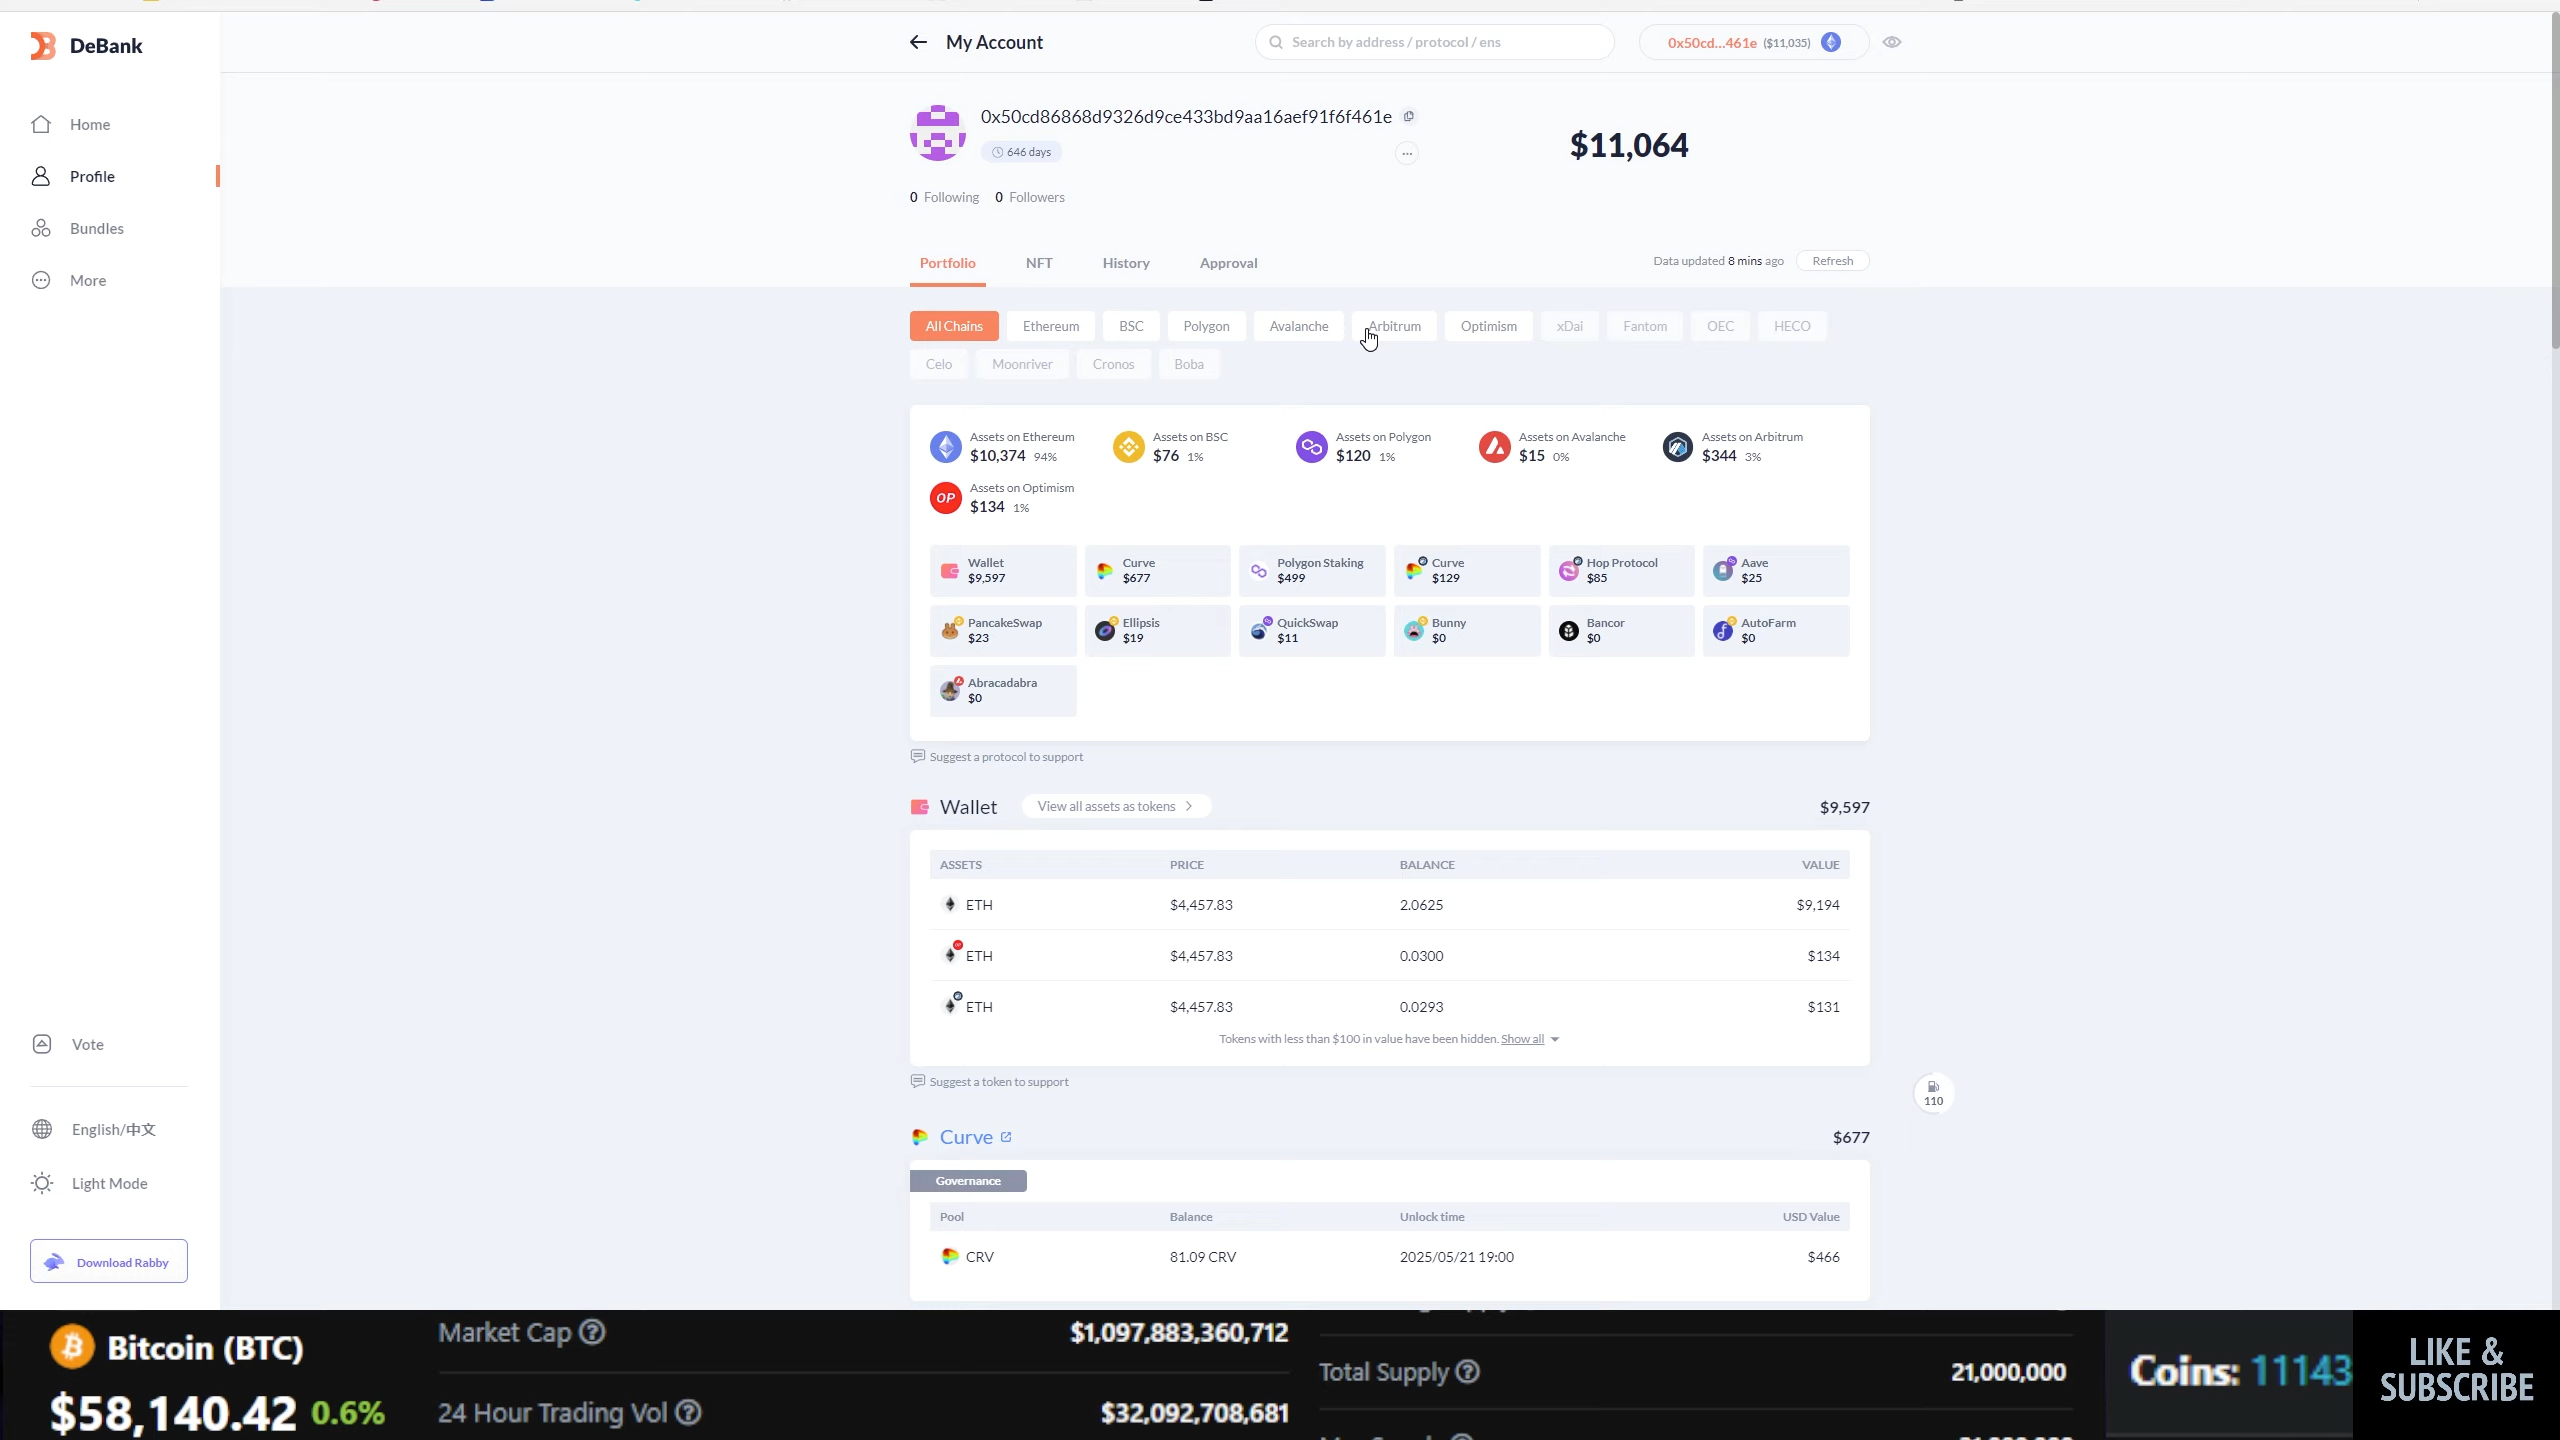 DeBank
Home
Profile
Bundles
More
Vote
English/中文
Light Mode
Download Rabby
My Account
Search by address / protocol / ens
0x50cd...461e ($11,035)
0x50cd86868d9326d9ce433bd9aa16aef91f6f461e
646 days
$11,064
0 Following 0 Followers
Portfolio NFT History Approval
Data updated 8 mins ago Refresh
All Chains Ethereum BSC Polygon Avalanche Arbitrum Optimism xDai Fantom OEC HECO
Celo Moonriver Cronos Boba
Assets on Ethereum
$10,374 94%
Assets on BSC
$76 1%
Assets on Polygon
$120 1%
Assets on Avalanche
$15 0%
Assets on Arbitrum
$344 3%
OP
Assets on Optimism
$134 1%
Wallet
$9,597
Curve
$677
Polygon Staking
$499
Curve
$129
Hop Protocol
$85
Aave
$25
PancakeSwap
$23
Ellipsis
$19
QuickSwap
$11
Bunny
$0
Bancor
$0
AutoFarm
$0
Abracadabra
$0
Suggest a protocol to support
Wallet View all assets as tokens $9,597
ASSETS PRICE BALANCE VALUE
ETH $4,457.83 2.0625 $9,194
ETH $4,457.83 0.0300 $134
ETH $4,457.83 0.0293 $131
Tokens with less than $100 in value have been hidden. Show all
Suggest a token to support
110
Curve $677
Governance
Pool Balance Unlock time USD Value
CRV 81.09 CRV 2025/05/21 19:00 $466
Bitcoin (BTC)
$58,140.42 0.6%
Market Cap $1,097,883,360,712
24 Hour Trading Vol $32,092,708,681
Total Supply 21,000,000
Coins: 11143
LIKE &
SUBSCRIBE